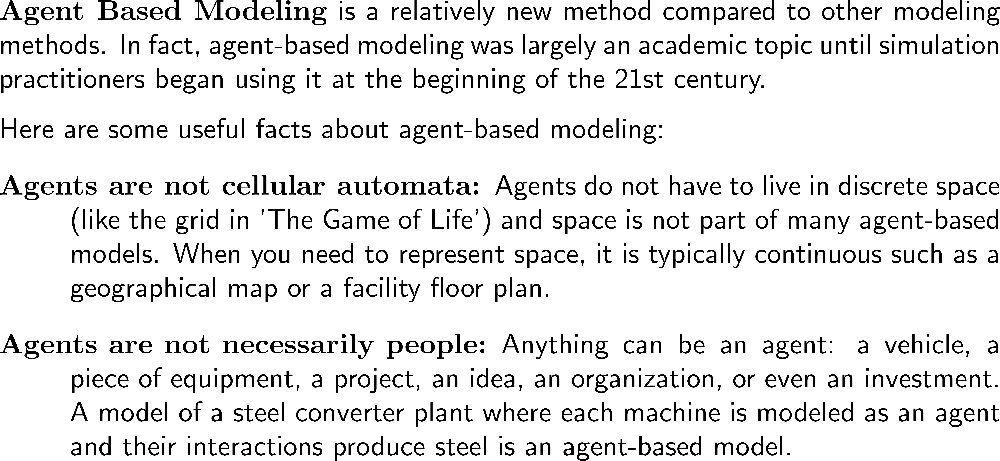 Agent Based Modeling is a relatively new method compared to other modeling
methods. In fact, agent-based modeling was largely an academic topic until simulation
practitioners began using it at the beginning of the 21st century.
Here are some useful facts about agent-based modeling:
Agents are not cellular automata: Agents do not have to live in discrete space
(like the grid in ’The Game of Life’) and space is not part of many agent-based
models. When you need to represent space, it is typically continuous such as a
geographical map or a facility floor plan.
Agents are not necessarily people: Anything can be an agent: a vehicle, a
piece of equipment, a project, an idea, an organization, or even an investment.
A model of a steel converter plant where each machine is modeled as an agent
and their interactions produce steel is an agent-based model.